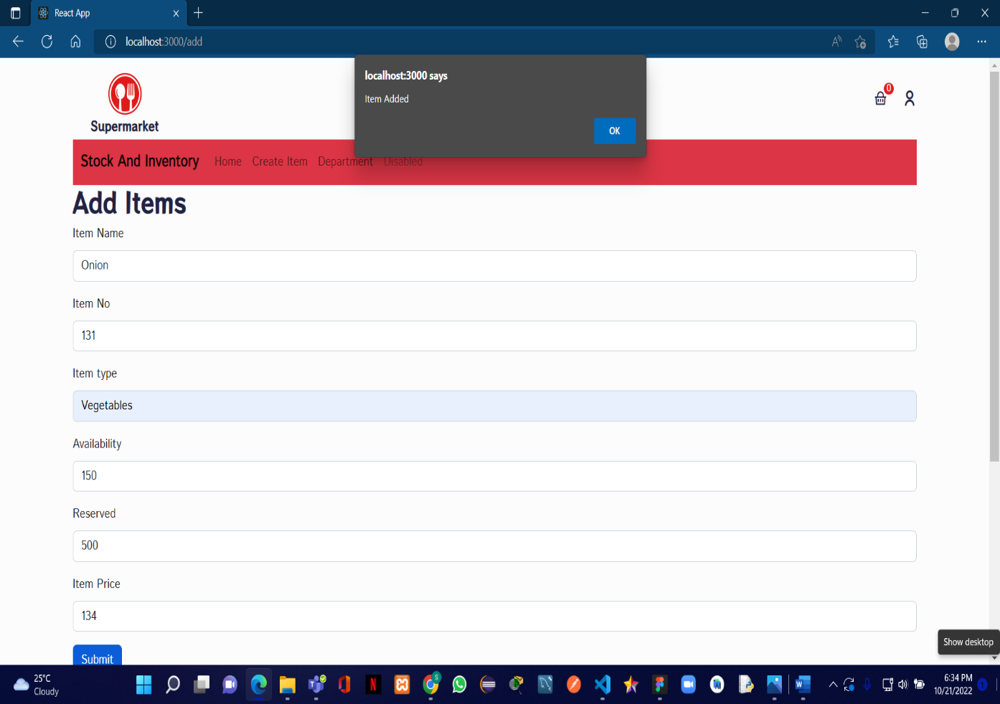 React App
localhost:3000/add
localhost:3000 says
Item Added
OK
0
Supermarket
Stock And Inventory Home Create Item Department Disabled
Add Items
Item Name
Onion
Item No
131
Item type
Vegetables
Availability
150
Reserved
500
Item Price
134
Show desktop
Submit
25°C
Cloudy
6:34 PM
10/21/2022